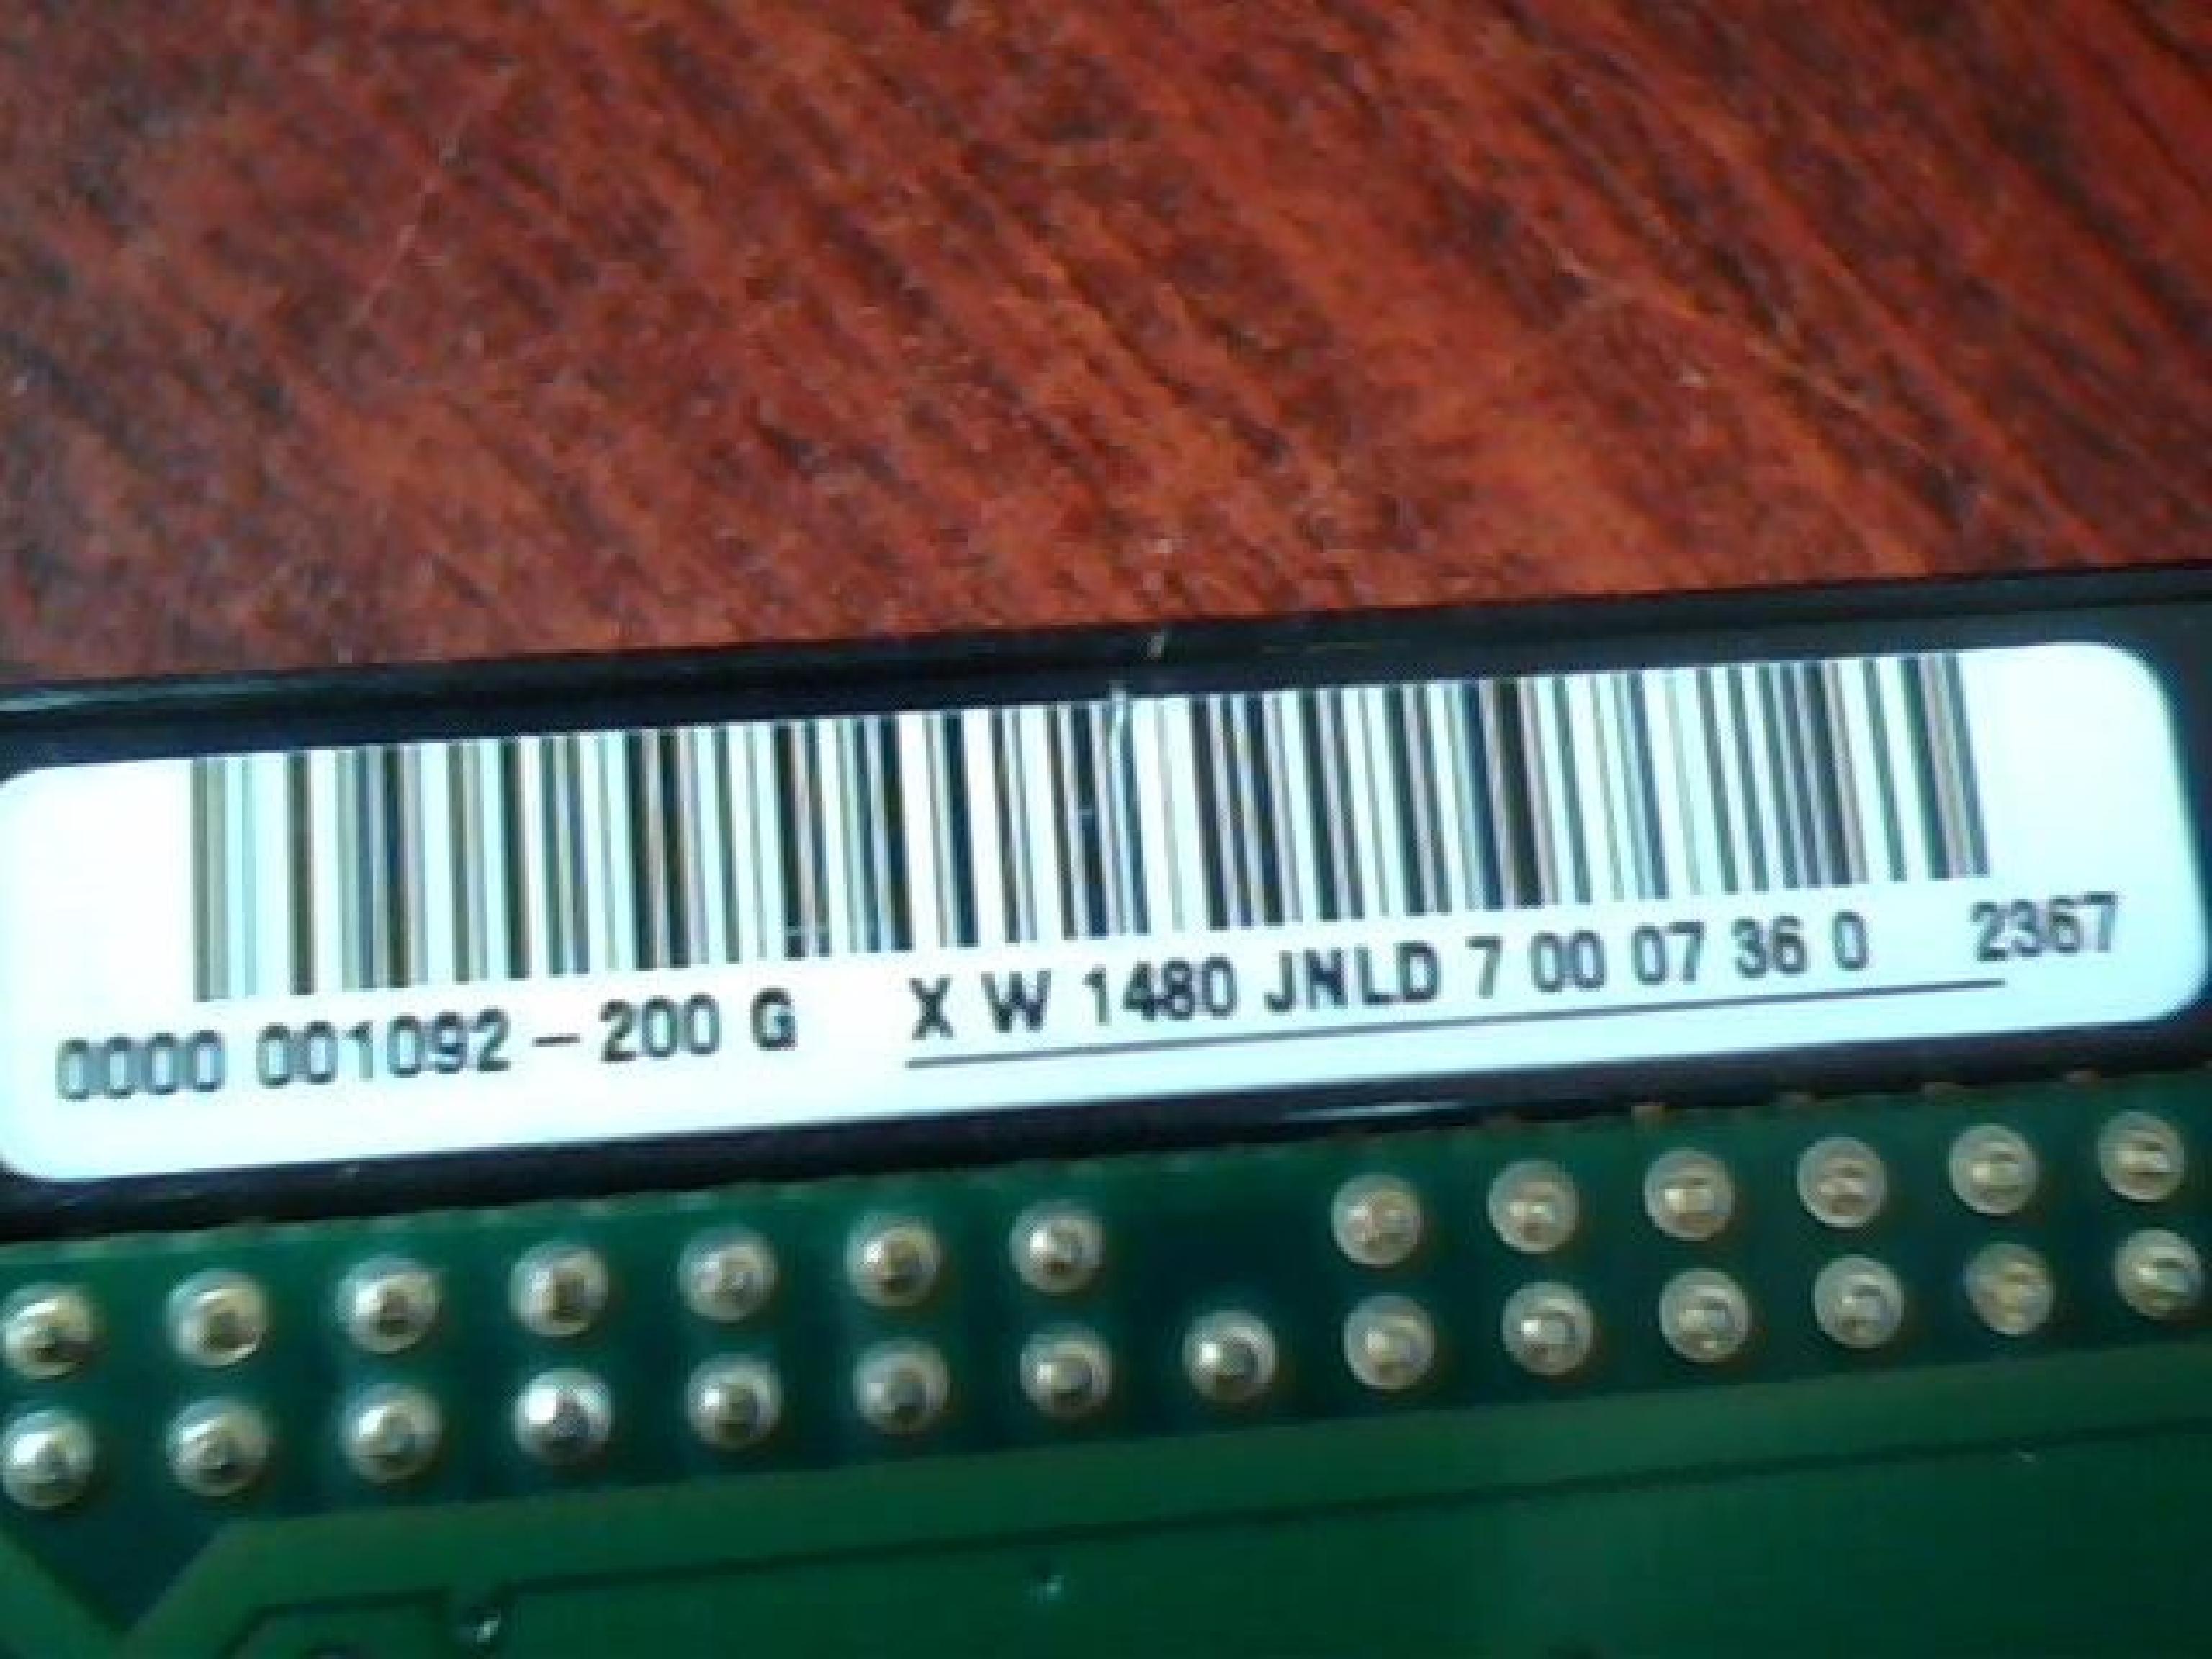 0000 001092 – 200 G X W 1480 JNLD 7 00 07 36 0 2367